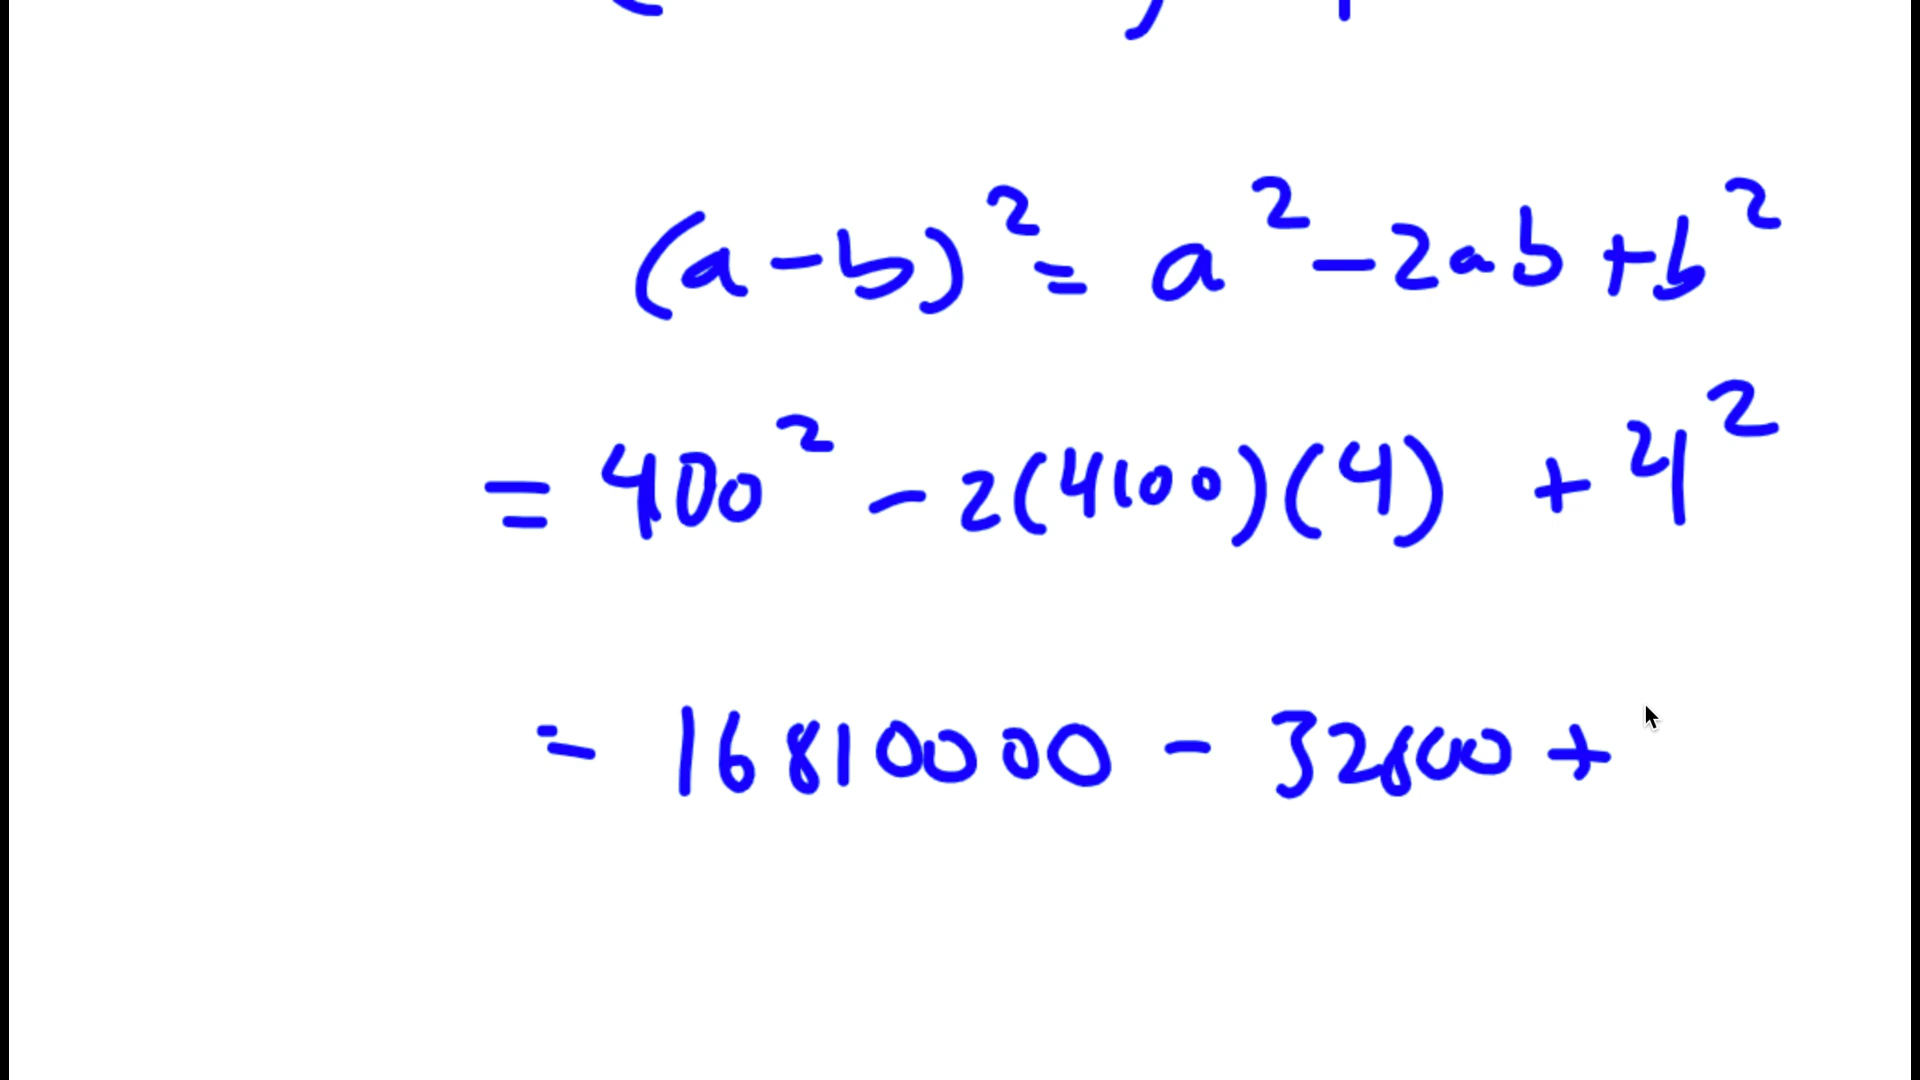 (a-b)² = a² - 2ab + b²
= 400² - 2(4100)(4) + 4²
= 16810000 - 32800 +